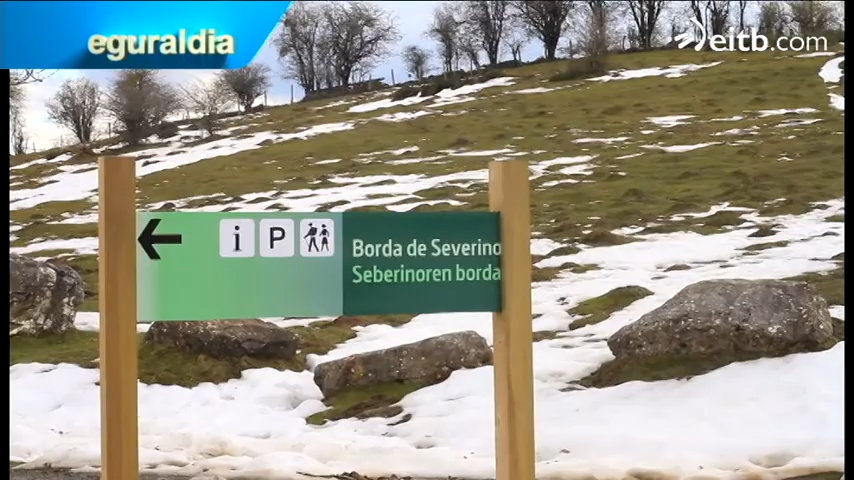 eguraldia
eitb.com
i P
Borda de Severino
Seberinoren borda